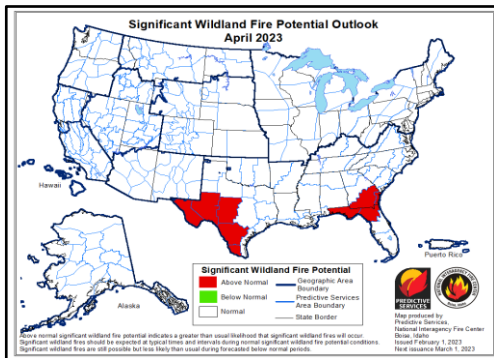 Significant Wildland Fire Potential Outlook
April 2023
Hawaii
Alaska
Puerto Rico
Significant Wildland Fire Potential
Above Normal
Below Normal
Normal
Geographic Area
Boundary
Predictive Services
Area Boundary
State Border
PREDICTIVE
SERVICES
Map produced by
Predictive Services,
National Interagency Fire Center
Boise, Idaho
Issued February 1, 2023
Next issuance March 1, 2023
Above normal significant wildland fire potential indicates a greater than usual likelihood that significant wildland fires will occur.
Significant wildland fires should be expected at typical times and intervals during normal significant wildland fire potential conditions.
Significant wildland fires are still possible but less likely than usual during forecasted below normal periods.